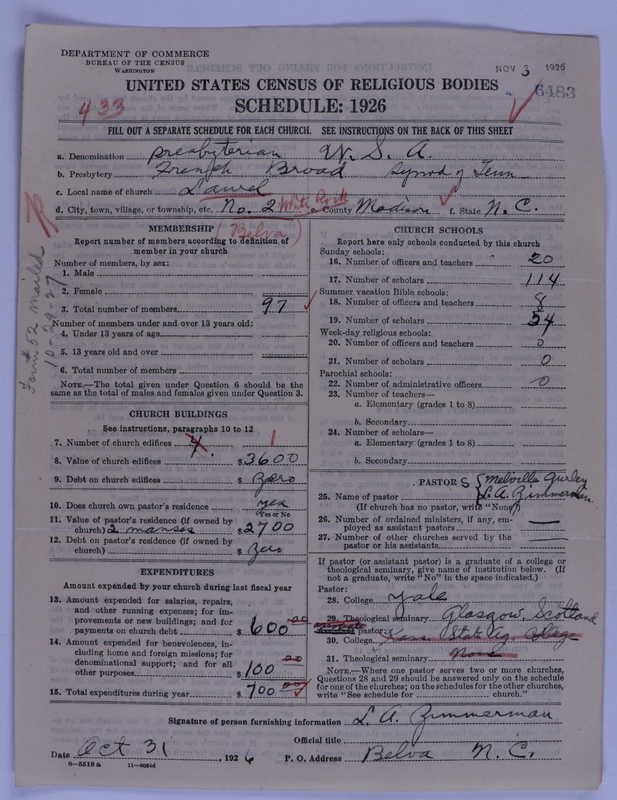 DEPARTMENT OF COMMERCE
BUREAU OF THE CENSUS
WASHINGTON
NOV 3 1926
UNITED STATES CENSUS OF RELIGIOUS BODIES
6483
433
SCHEDULE: 1926
FILL OUT A SEPARATE SCHEDULE FOR EACH CHURCH. SEE INSTRUCTIONS ON THE BACK OF THIS SHEET
a. Denomination Presbyterian U. S. A.
b. Presbytery French Broad Synod of Tenn
c. Local name of church Laurel
d. City, town, village, or township, etc. No. 2 White Rock e. County Madison f. State N. C.
(Belva)
Form 52 mailed
10-29-27
MEMBERSHIP
Report number of members according to definition of
member in your church
Number of members, by sex:
1. Male
2. Female
3. Total number of members 97
Number of members under and over 13 years old:
4. Under 13 years of age
5. 13 years old and over
6. Total number of members
NOTE.—The total given under Question 6 should be the
same as the total of males and females given under Question 3.
CHURCH BUILDINGS
See instructions, paragraphs 10 to 12
7. Number of church edifices 4 1
8. Value of church edifices $3600
9. Debt on church edifices $ Zero
10. Does church own pastor's residence yes
Yes or No
11. Value of pastor's residence (if owned by
church) 2 manses $2700
12. Debt on pastor's residence (if owned by
church) $ Zero
EXPENDITURES
Amount expended by your church during last fiscal year
13. Amount expended for salaries, repairs,
and other running expenses; for im-
provements or new buildings; and for
payments on church debt $600 00
14. Amount expended for benevolences, in-
cluding home and foreign missions; for
denominational support; and for all
other purposes $100 00
15. Total expenditures during year $700 00
CHURCH SCHOOLS
Report here only schools conducted by this church
Sunday schools:
16. Number of officers and teachers 20
17. Number of scholars 114
Summer vacation Bible schools:
18. Number of officers and teachers 8
19. Number of scholars 54
Week-day religious schools:
20. Number of officers and teachers 0
21. Number of scholars 0
Parochial schools:
22. Number of administrative officers 0
23. Number of teachers—
a. Elementary (grades 1 to 8)
b. Secondary
24. Number of scholars—
a. Elementary (grades 1 to 8)
b. Secondary
PASTOR S Melville Gurley
25. Name of pastor L. A. Zimmerman
(If church has no pastor, write "None")
26. Number of ordained ministers, if any, em-
ployed as assistant pastors —
27. Number of other churches served by the
pastor or his assistants —
If pastor (or assistant pastor) is a graduate of a college or
theological seminary, give name of institution below. (If
not a graduate, write "No" in the space indicated.)
Pastor:
28. College Yale
29. Theological seminary Glasgow, Scotland
pastor:
30. College Kans. State Ag. College
31. Theological seminary None
NOTE.—Where one pastor serves two or more churches,
Questions 28 and 29 should be answered only on the schedule
for one of the churches; on the schedules for the other churches,
write "See schedule for church."
Signature of person furnishing information L. A. Zimmerman
Official title
Date Oct 31, 1926 P. O. Address Belva N. C.
8—5518 a 11—9054d